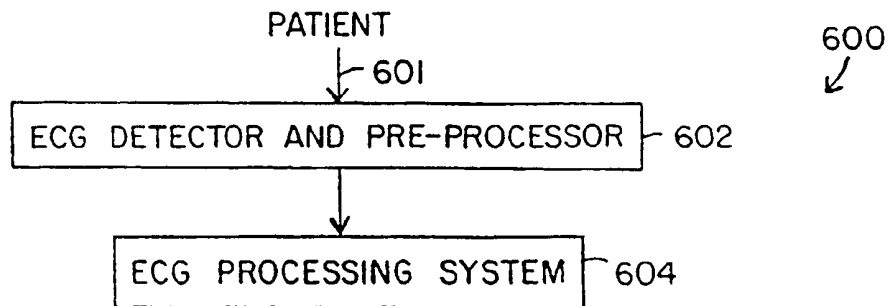 PATIENT
600
601
ECG DETECTOR AND PRE-PROCESSOR
602
ECG PROCESSING SYSTEM
604